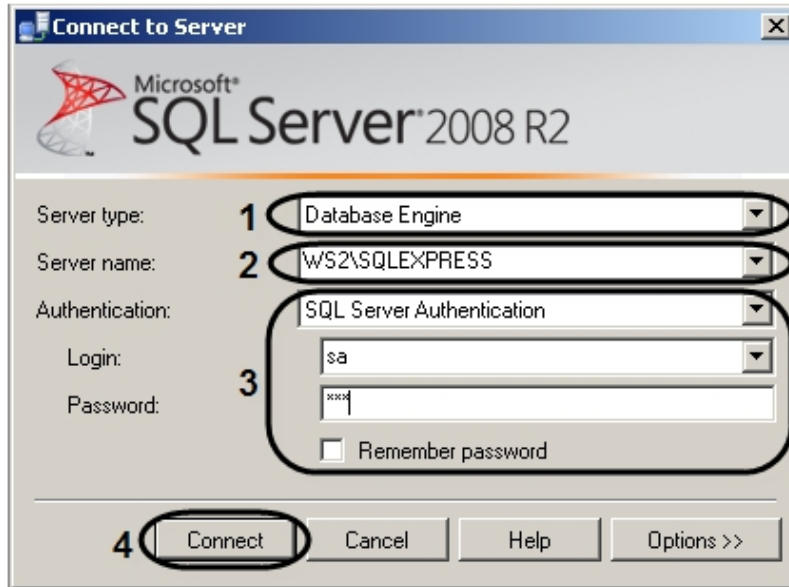 Connect to Server
Microsoft®
SQL Server® 2008 R2
Server type: 1 Database Engine
Server name: 2 WS2\SQLEXPRESS
Authentication: SQL Server Authentication
Login: sa
3
Password: ***
Remember password
4 Connect Cancel Help Options >>